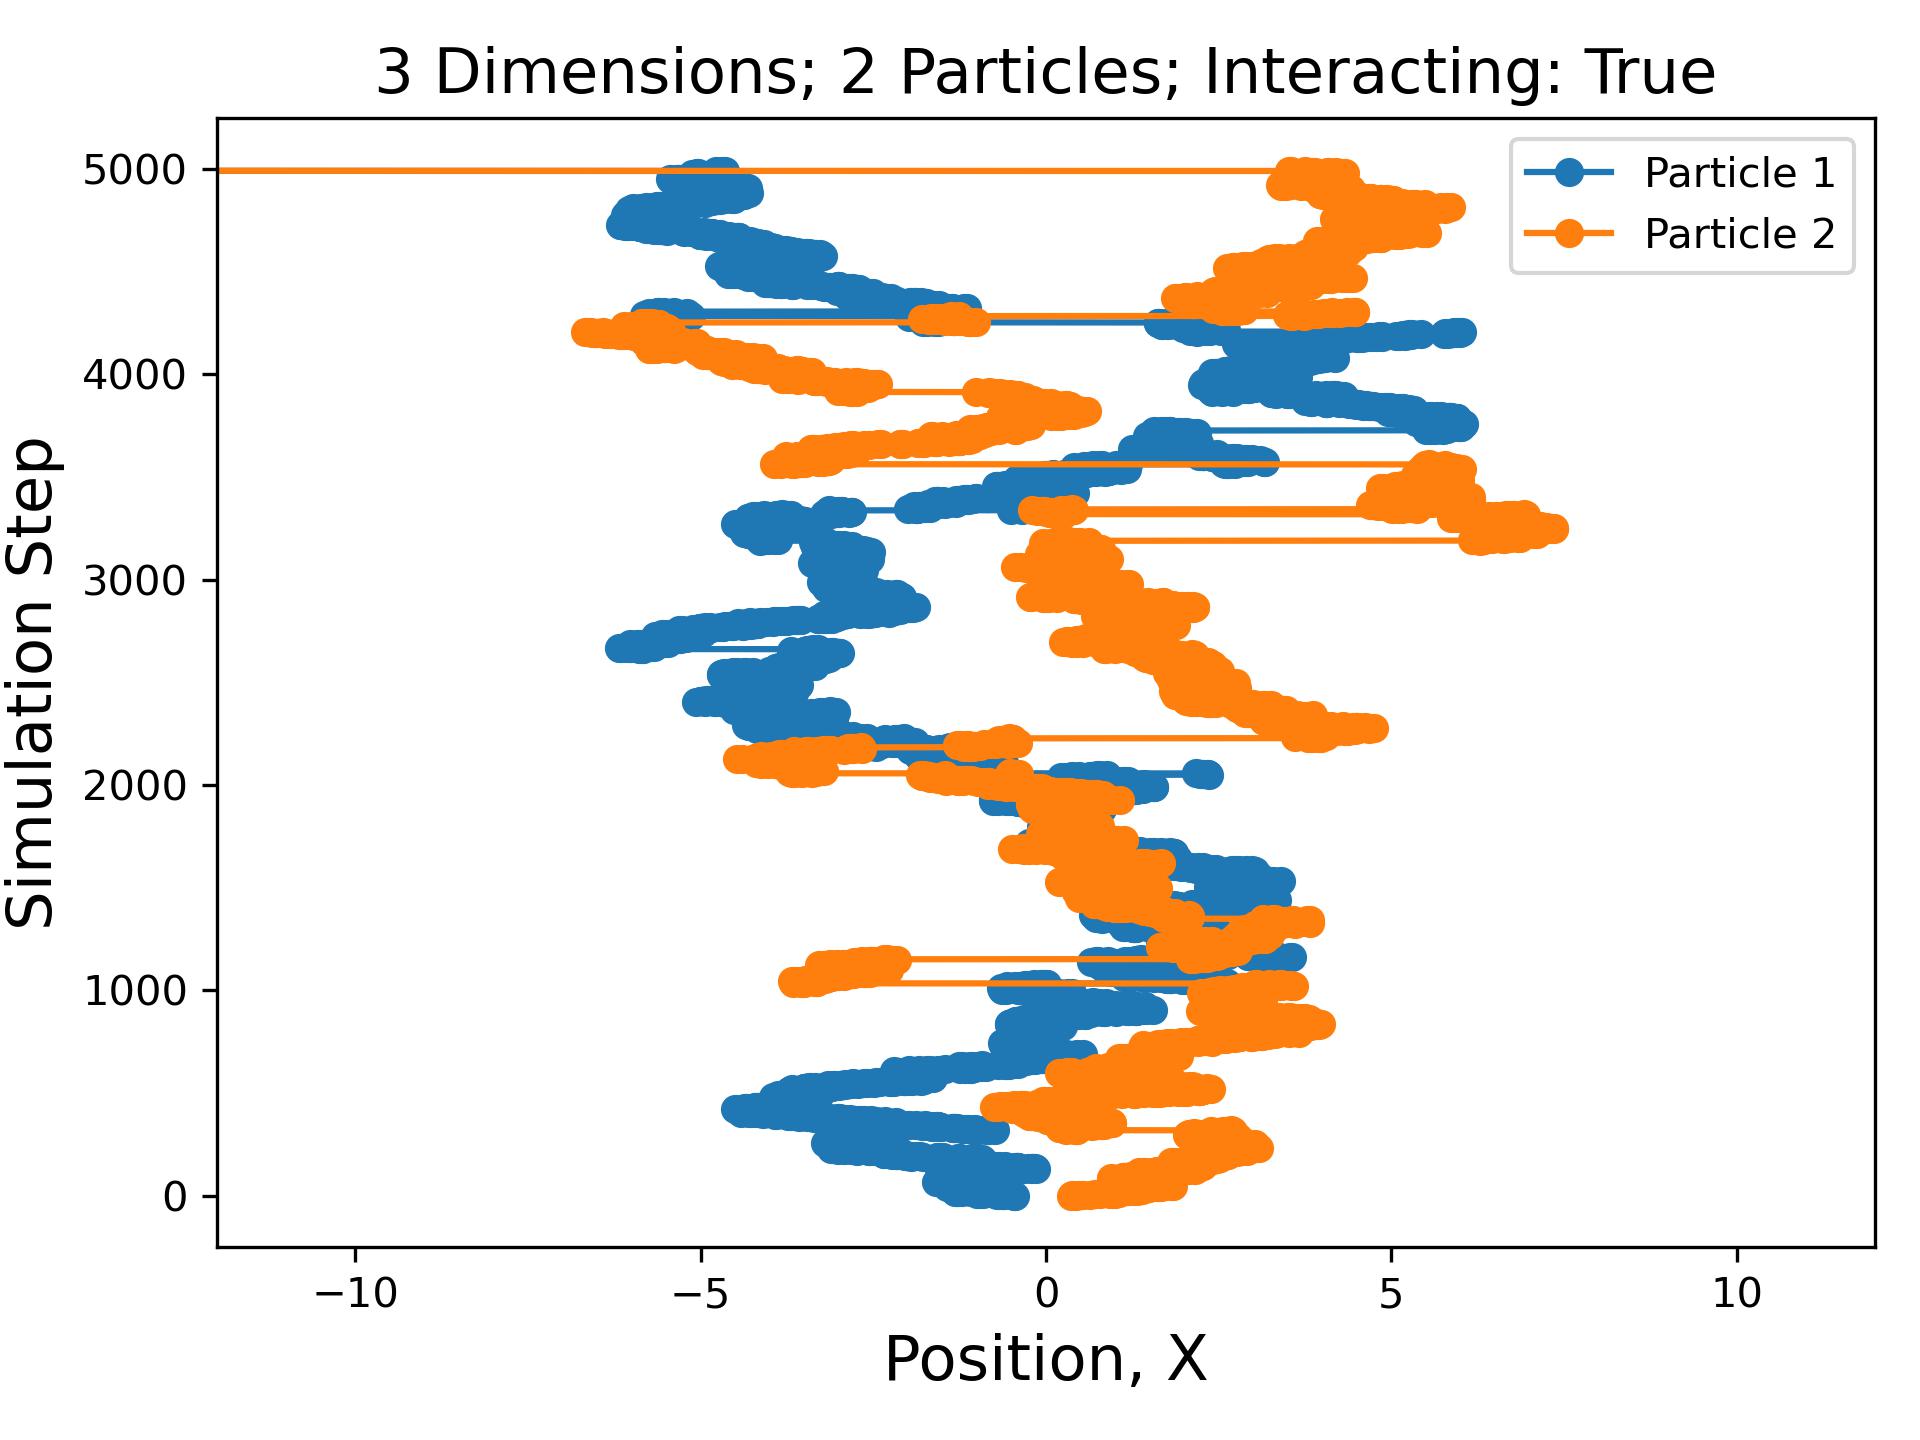 3 Dimensions; 2 Particles; Interacting: True
Particle 1
Particle 2
Simulation Step
5000
4000
3000
2000
1000
0
−10 −5 0 5 10
Position, X